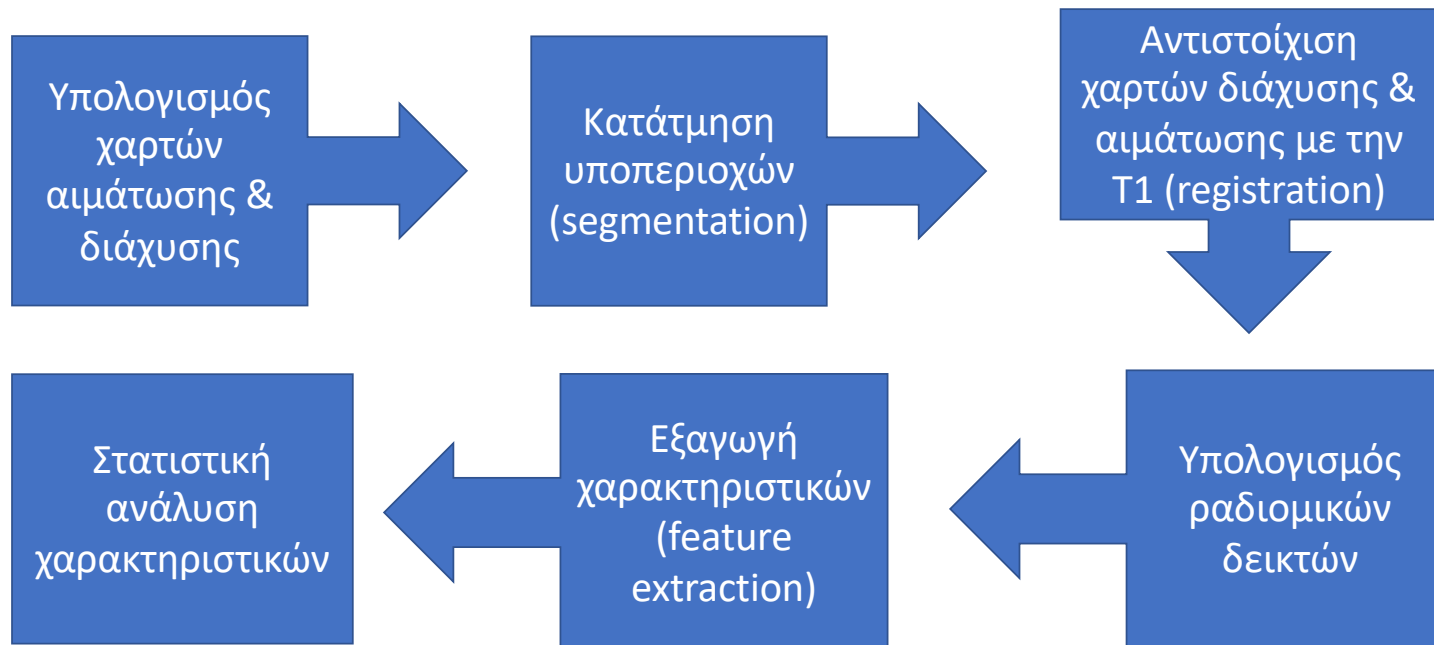 Υπολογισμός
χαρτών
αιμάτωσης &
διάχυσης
Κατάτμηση
υποπεριοχών
(segmentation)
Αντιστοίχιση
χαρτών διάχυσης &
αιμάτωσης με την
T1 (registration)
Υπολογισμός
ραδιομικών
δεικτών
Εξαγωγή
χαρακτηριστικών
(feature
extraction)
Στατιστική
ανάλυση
χαρακτηριστικών